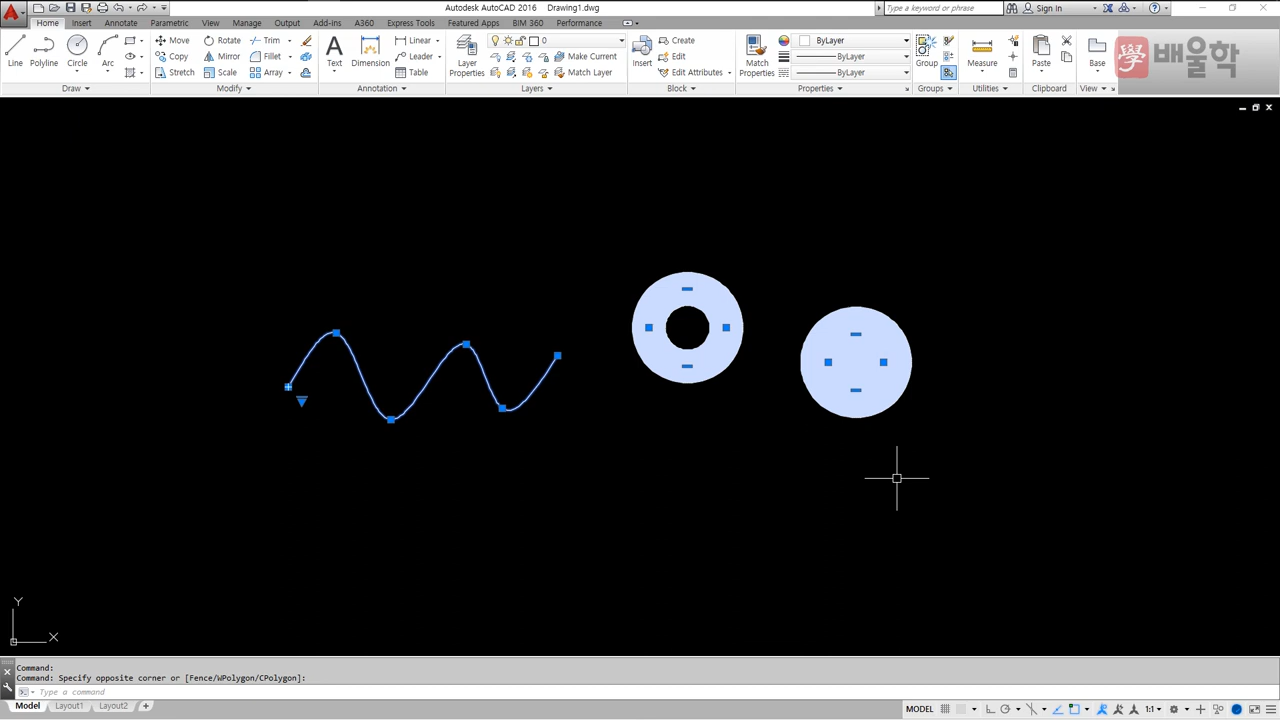 Autodesk AutoCAD 2016 Drawing1.dwg
Type a keyword or phrase
Sign In
Home Insert Annotate Parametric View Manage Output Add-ins A360 Express Tools Featured Apps BIM 360 Performance
Line Polyline Circle Arc
Move Rotate Trim
Copy Mirror Fillet
Stretch Scale Array
Text Dimension
Linear
Leader
Table
Layer Properties
0
Make Current
Match Layer
Insert
Create
Edit
Edit Attributes
Match Properties
ByLayer
ByLayer
ByLayer
Group
Measure
Paste
Base
學 배울학
Draw Modify Annotation Layers Block Properties Groups Utilities Clipboard View
Y
X
Command:
Command: Specify opposite corner or [Fence/WPolygon/CPolygon]:
Type a command
Model Layout1 Layout2 +
MODEL 1:1